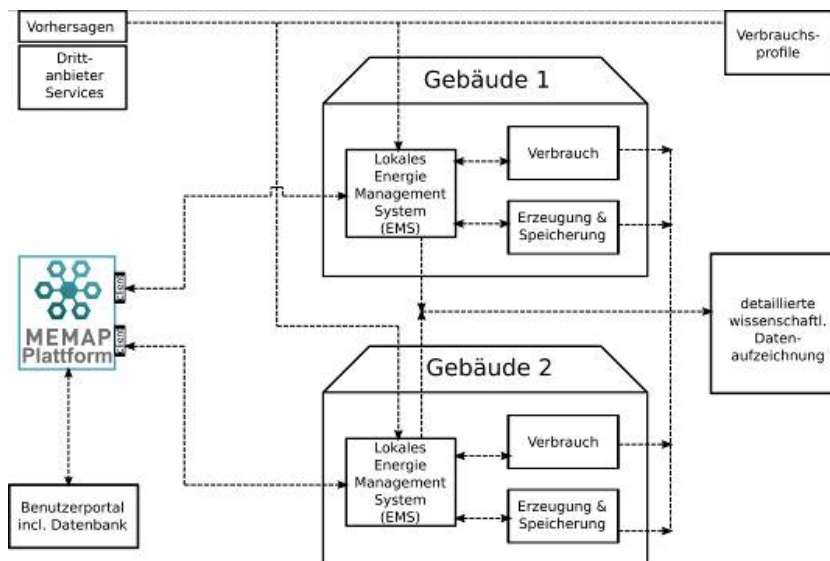 Vorhersagen
Dritt-
anbieter
Services
Verbrauchs-
profile
Gebäude 1
Lokales
Energie
Management
System
(EMS)
Verbrauch
Erzeugung &
Speicherung
MEMAP
Plattform
detaillierte
wissenschaftl.
Daten-
aufzeichnung
Gebäude 2
Lokales
Energie
Management
System
(EMS)
Verbrauch
Erzeugung &
Speicherung
Benutzerportal
incl. Datenbank